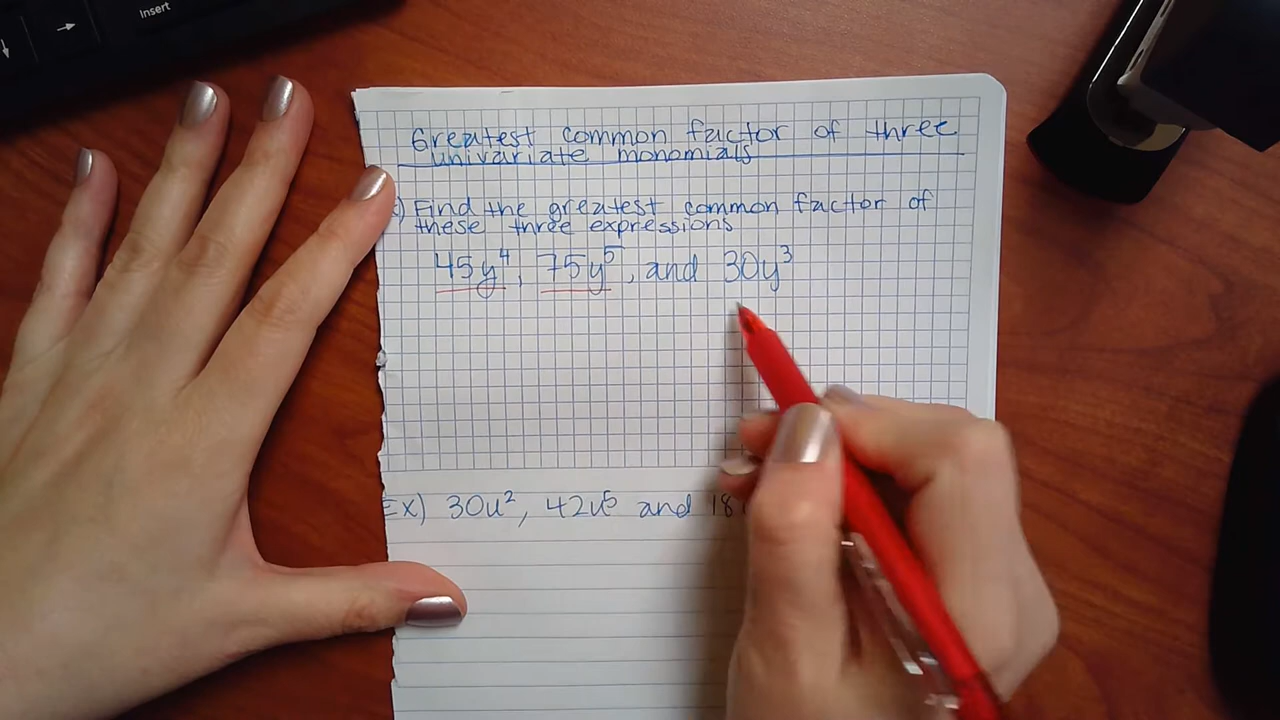 Insert
Greatest common factor of three
univariate monomials
Find the greatest common factor of
these three expressions
45y⁴, 75y⁵, and 30y³
Ex) 30u², 42u⁵ and 18